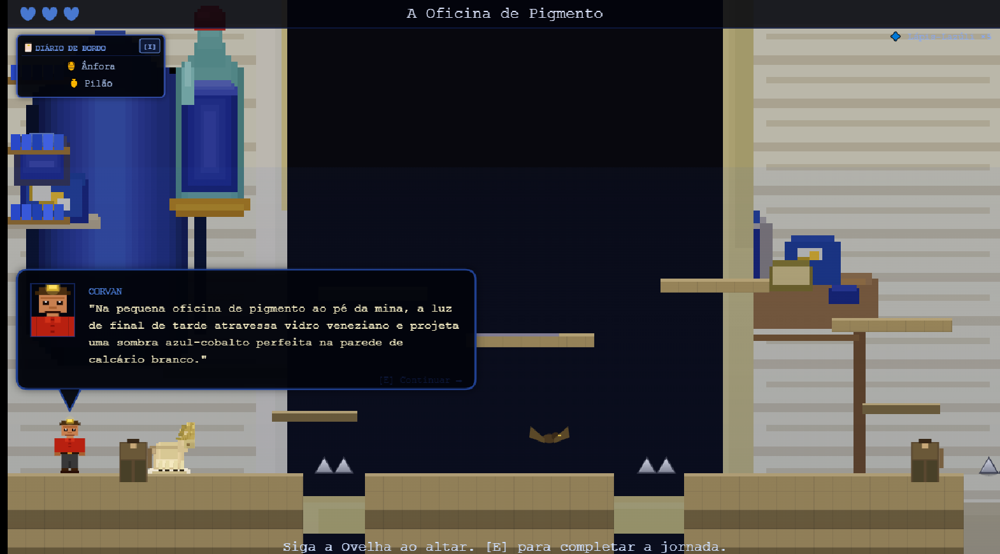 A Oficina de Pigmento
DIÁRIO DE BORDO
[I]
Ânfora
Pilão
C▯RVAN
"Na pequena oficina de pigmento ao pé da mina, a luz
de final de tarde atravessa vidro veneziano e projeta
uma sombra azul-cobalto perfeita na parede de
calcário branco."
[E] Continuar —
Siga a Ovelha ao altar. [E] para completar a jornada.